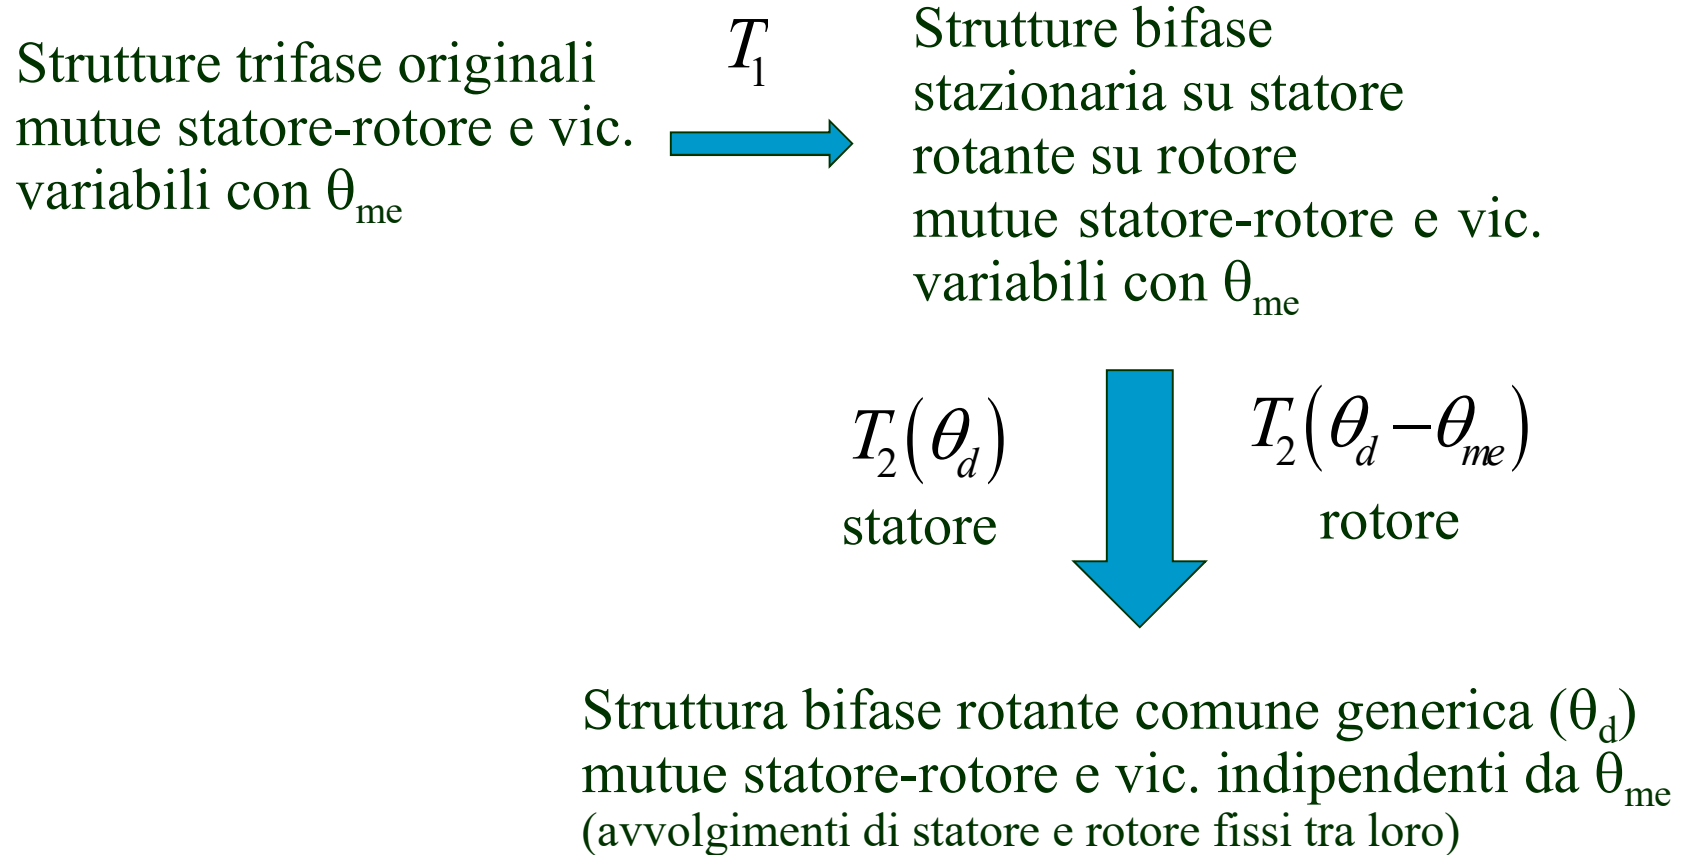 Strutture trifase originali
mutue statore-rotore e vic.
variabili con θme
T1
Strutture bifase
stazionaria su statore
rotante su rotore
mutue statore-rotore e vic.
variabili con θme
T2(θd)
statore
T2(θd−θme)
rotore
Struttura bifase rotante comune generica (θd)
mutue statore-rotore e vic. indipendenti da θme
(avvolgimenti di statore e rotore fissi tra loro)